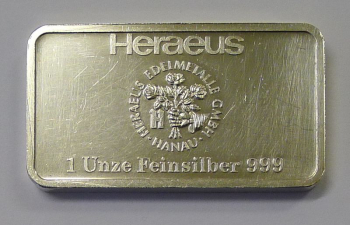 Heraeus
HERAEUS EDELMETALLE GMBH
HANAU
H
1 Unze Feinsilber 999